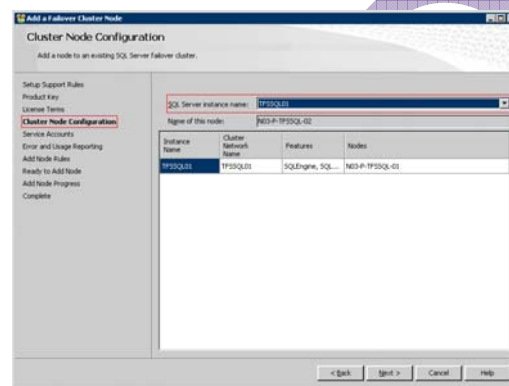 Add a Failover Cluster Node
Cluster Node Configuration
Add a node to an existing SQL Server failover cluster.
Setup Support Rules
Product Key
License Terms
Cluster Node Configuration
Service Accounts
Error and Usage Reporting
Add Node Rules
Ready to Add Node
Add Node Progress
Complete
SQL Server instance name: TFSSQL01
Name of this node: N03-P-TFSSQL-02
Instance Name Cluster Network Name Features Nodes
TFSSQL01 TFSSQL01 SQLEngine, SQL... N03-P-TFSSQL-01
< Back Next > Cancel Help